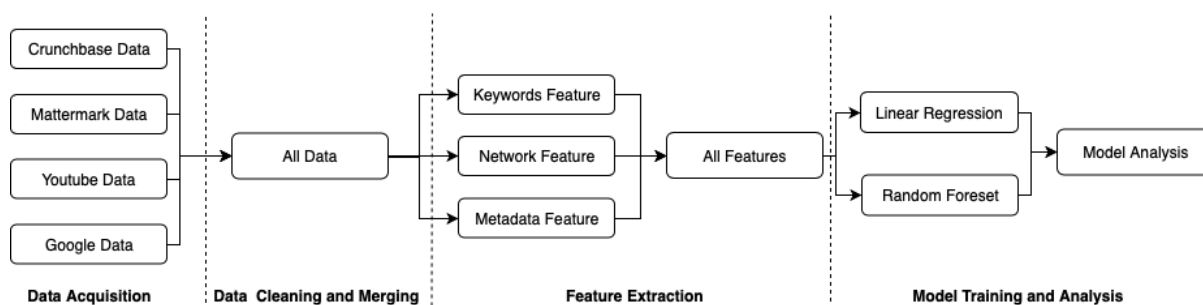 Crunchbase Data
Mattermark Data
Youtube Data
Google Data
Data Acquisition
All Data
Data Cleaning and Merging
Keywords Feature
Network Feature
Metadata Feature
All Features
Feature Extraction
Linear Regression
Random Foreset
Model Analysis
Model Training and Analysis